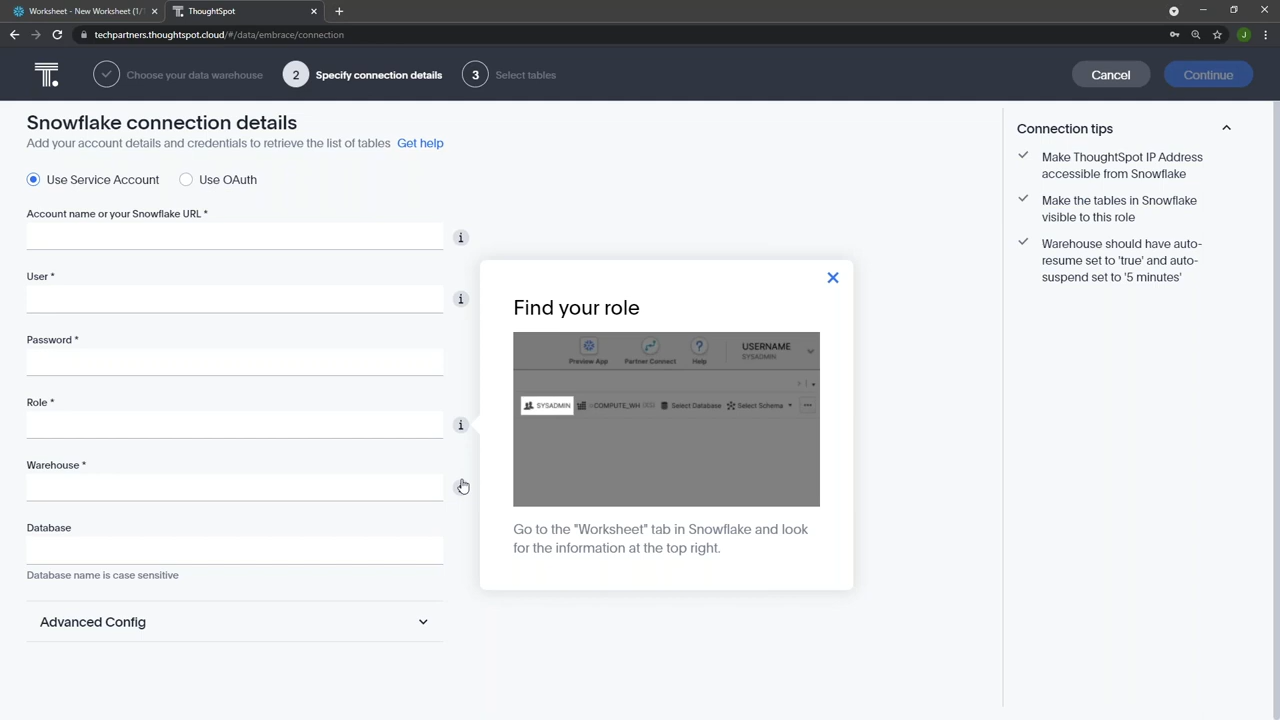 Worksheet - New Worksheet (1/
ThoughtSpot
techpartners.thoughtspot.cloud/#/data/embrace/connection
J
T.
Choose your data warehouse
2
Specify connection details
3
Select tables
Cancel
Continue
Snowflake connection details
Add your account details and credentials to retrieve the list of tables Get help
Use Service Account
Use OAuth
Account name or your Snowflake URL *
User *
Password *
Role *
Warehouse *
Database
Database name is case sensitive
Advanced Config
Find your role
Preview App
Partner Connect
Help
USERNAME
SYSADMIN
SYSADMIN
COMPUTE_WH
Select Database
Select Schema
Go to the "Worksheet" tab in Snowflake and look
for the information at the top right.
Connection tips
Make ThoughtSpot IP Address
accessible from Snowflake
Make the tables in Snowflake
visible to this role
Warehouse should have auto-
resume set to 'true' and auto-
suspend set to '5 minutes'